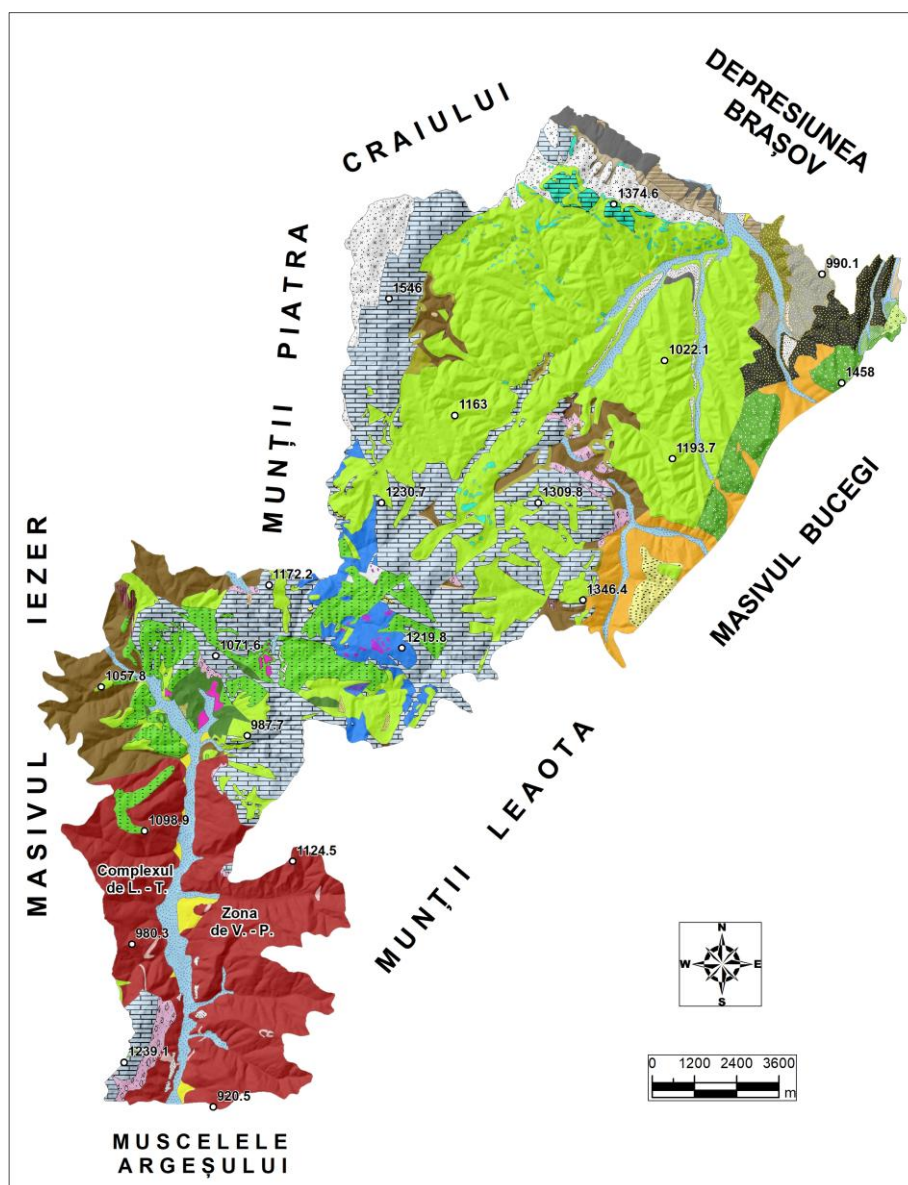 DEPRESIUNEA
BRAȘOV
MUNȚII PIATRA CRAIULUI
1374.6
990.1
1546
1022.1
1458
1163
1193.7
1230.7
1309.8
MASIVUL BUCEGI
1172.2
1346.4
1071.6
1219.8
MASIVUL IEZER
1057.8
987.7
MUNȚII LEAOTA
1098.9
1124.5
Complexul
de L. - T.
Zona
de V. - P.
980.3
N
W E
S
1239.1
0 1200 2400 3600
m
920.5
MUSCELELE
ARGEȘULUI